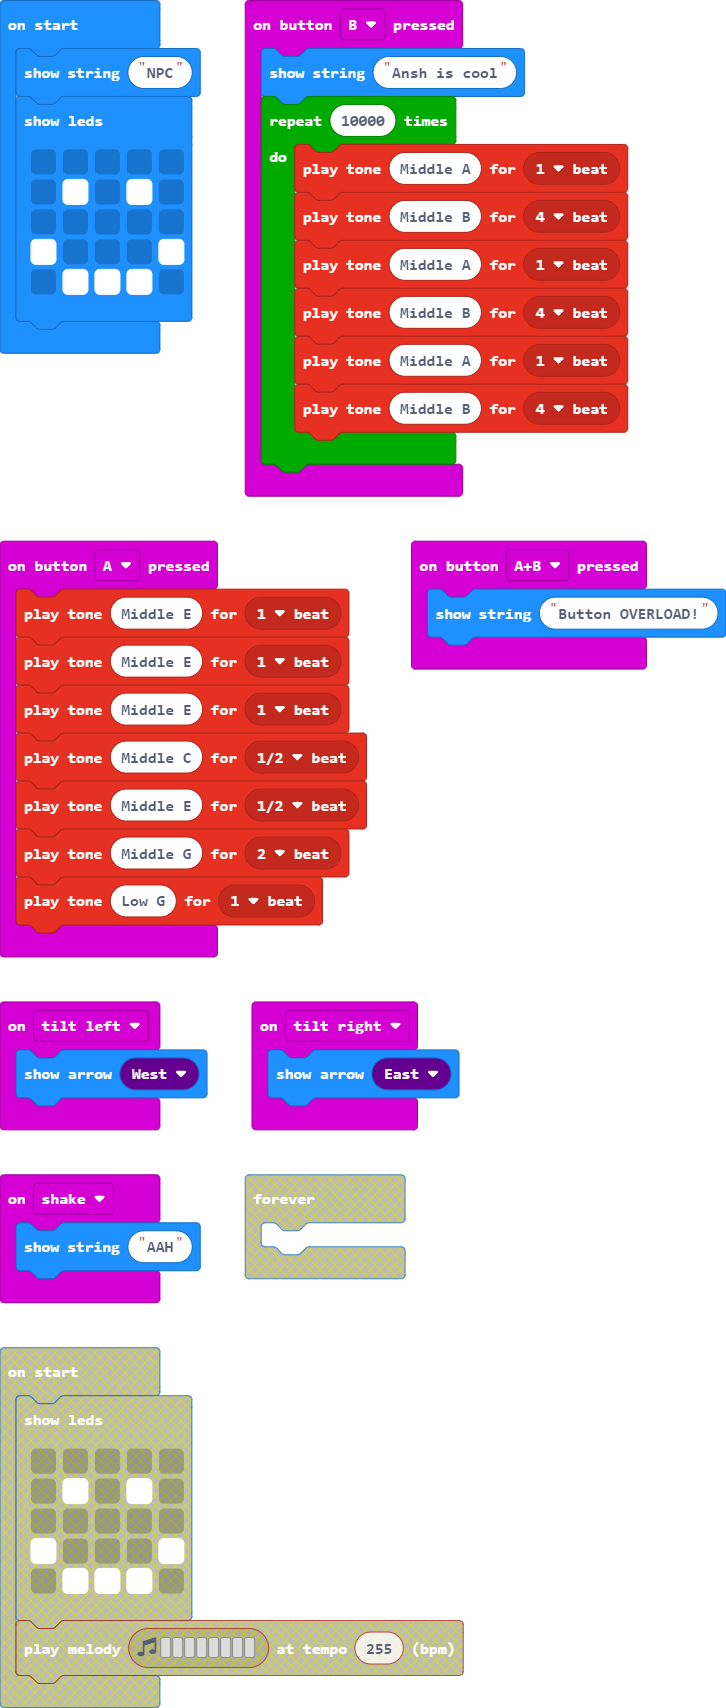 on start
show string "NPC"
show leds
on button B pressed
show string "Ansh is cool"
repeat 10000 times
do
play tone Middle A for 1 beat
play tone Middle B for 4 beat
play tone Middle A for 1 beat
play tone Middle B for 4 beat
play tone Middle A for 1 beat
play tone Middle B for 4 beat
on button A pressed
play tone Middle E for 1 beat
play tone Middle E for 1 beat
play tone Middle E for 1 beat
play tone Middle C for 1/2 beat
play tone Middle E for 1/2 beat
play tone Middle G for 2 beat
play tone Low G for 1 beat
on button A+B pressed
show string "Button OVERLOAD!"
on tilt left
show arrow West
on tilt right
show arrow East
on shake
show string "AAH"
forever
on start
show leds
play melody at tempo 255 (bpm)